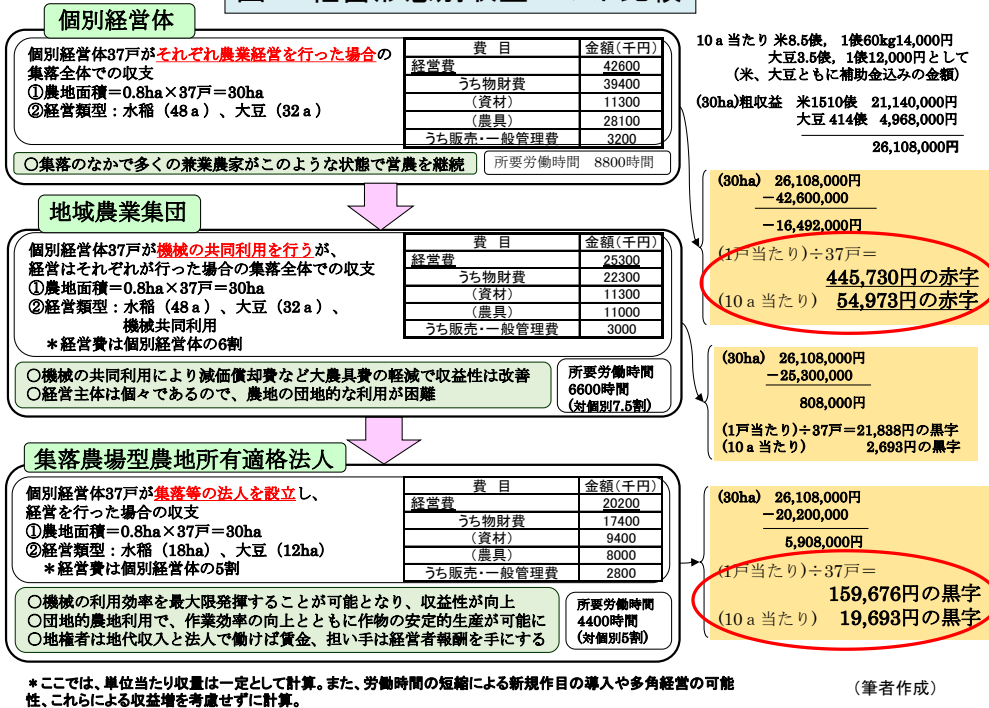 個別経営体
個別経営体37戸がそれぞれ農業経営を行った場合の
集落全体での収支
①農地面積＝0.8ha×37戸＝30ha
②経営類型：水稲（48ａ）、大豆（32ａ）
費　目　金額(千円)
経営費　42600
うち物財費　39400
（資材）　11300
（農具）　28100
うち販売・一般管理費　3200
○集落のなかで多くの兼業農家がこのような状態で営農を継続
所要労働時間　8800時間
10ａ当たり 米8.5俵，　1俵60kg14,000円
大豆3.5俵，1俵12,000円として
（米、大豆ともに補助金込みの金額）
(30ha)粗収益　米1510俵　21,140,000円
大豆 414俵　4,968,000円
26,108,000円
(30ha)　26,108,000円
－42,600,000
－16,492,000円
(1戸当たり)÷37戸＝
445,730円の赤字
(10ａ当たり)　54,973円の赤字
地域農業集団
個別経営体37戸が機械の共同利用を行うが、
経営はそれぞれが行った場合の集落全体での収支
①農地面積＝0.8ha×37戸＝30ha
②経営類型：水稲（48ａ）、大豆（32ａ）、
機械共同利用
＊経営費は個別経営体の6割
費　目　金額(千円)
経営費　25300
うち物財費　22300
（資材）　11300
（農具）　11000
うち販売・一般管理費　3000
○機械の共同利用により減価償却費など大農具費の軽減で収益性は改善
○経営主体は個々であるので、農地の団地的な利用が困難
所要労働時間
6600時間
(対個別7.5割)
(30ha)　26,108,000円
－25,300,000
808,000円
(1戸当たり)÷37戸＝21,838円の黒字
(10ａ当たり)　2,693円の黒字
集落農場型農地所有適格法人
個別経営体37戸が集落等の法人を設立し、
経営を行った場合の収支
①農地面積＝0.8ha×37戸＝30ha
②経営類型：水稲（18ha）、大豆（12ha）
＊経営費は個別経営体の5割
費　目　金額(千円)
経営費　20200
うち物財費　17400
（資材）　9400
（農具）　8000
うち販売・一般管理費　2800
○機械の利用効率を最大限発揮することが可能となり、収益性が向上
○団地的農地利用で、作業効率の向上とともに作物の安定的生産が可能に
○地権者は地代収入と法人で働けば賃金、担い手は経営者報酬を手にする
所要労働時間
4400時間
(対個別5割)
(30ha)　26,108,000円
－20,200,000
5,908,000円
(1戸当たり)÷37戸＝
159,676円の黒字
(10ａ当たり)　19,693円の黒字
＊ここでは、単位当たり収量は一定として計算。また、労働時間の短縮による新規作目の導入や多角経営の可能
性、これらによる収益増を考慮せずに計算。
（筆者作成）